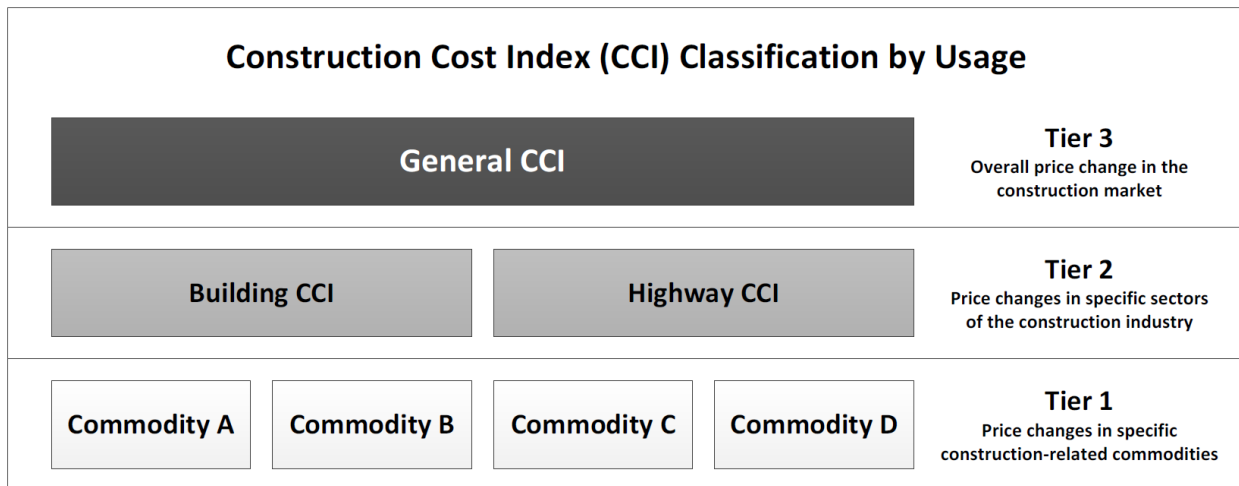 Construction Cost Index (CCI) Classification by Usage
General CCI
Tier 3
Overall price change in the
construction market
Building CCI
Highway CCI
Tier 2
Price changes in specific sectors
of the construction industry
Commodity A
Commodity B
Commodity C
Commodity D
Tier 1
Price changes in specific
construction-related commodities